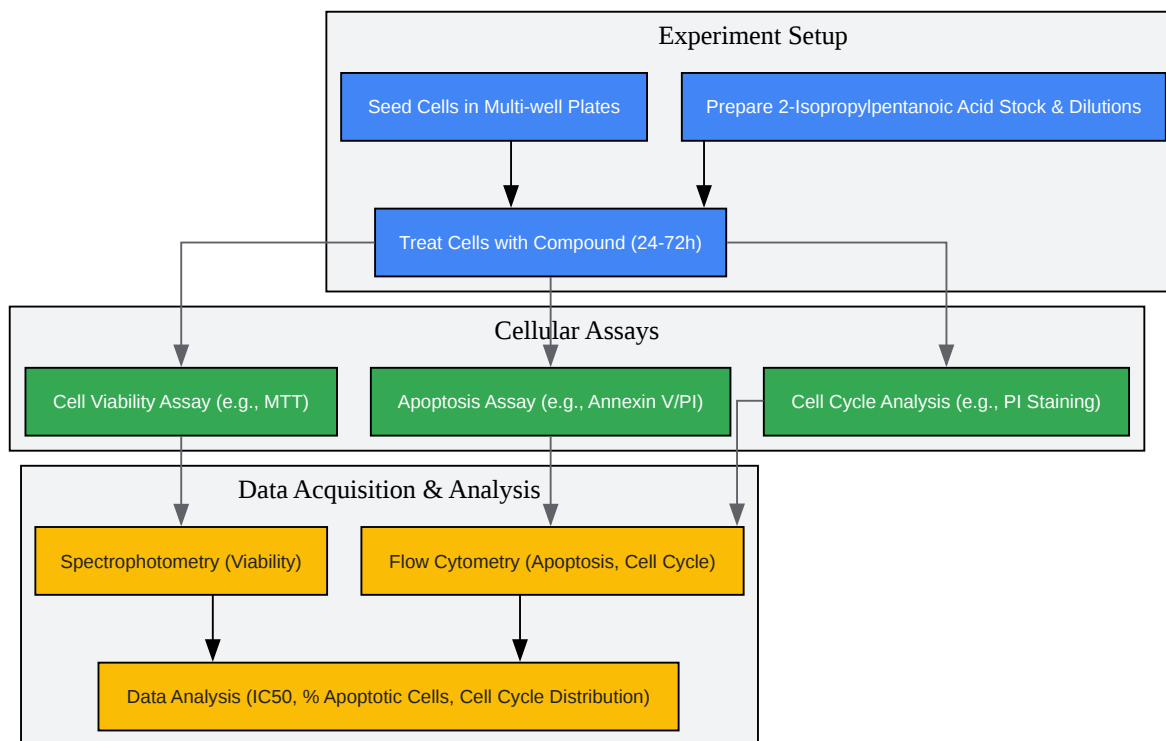 Experiment Setup
Seed Cells in Multi-well Plates
Prepare 2-Isopropylpentanoic Acid Stock & Dilutions
Treat Cells with Compound (24-72h)
Cellular Assays
Cell Viability Assay (e.g., MTT)
Apoptosis Assay (e.g., Annexin V/PI)
Cell Cycle Analysis (e.g., PI Staining)
Data Acquisition & Analysis
Spectrophotometry (Viability)
Flow Cytometry (Apoptosis, Cell Cycle)
Data Analysis (IC50, % Apoptotic Cells, Cell Cycle Distribution)